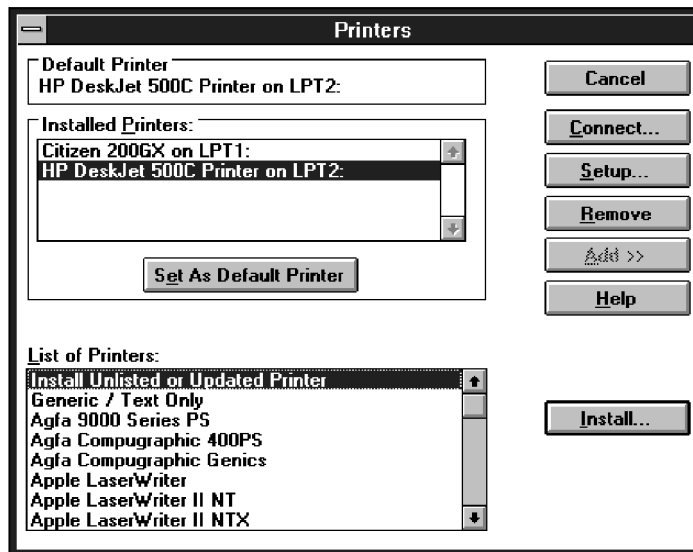 Printers
Default Printer
HP DeskJet 500C Printer on LPT2:
Installed Printers:
Citizen 200GX on LPT1:
HP DeskJet 500C Printer on LPT2:
Set As Default Printer
Cancel
Connect...
Setup...
Remove
Add >>
Help
List of Printers:
Install Unlisted or Updated Printer
Generic / Text Only
Agfa 9000 Series PS
Agfa Compugraphic 400PS
Agfa Compugraphic Genics
Apple LaserWriter
Apple LaserWriter II NT
Apple LaserWriter II NTX
Install...